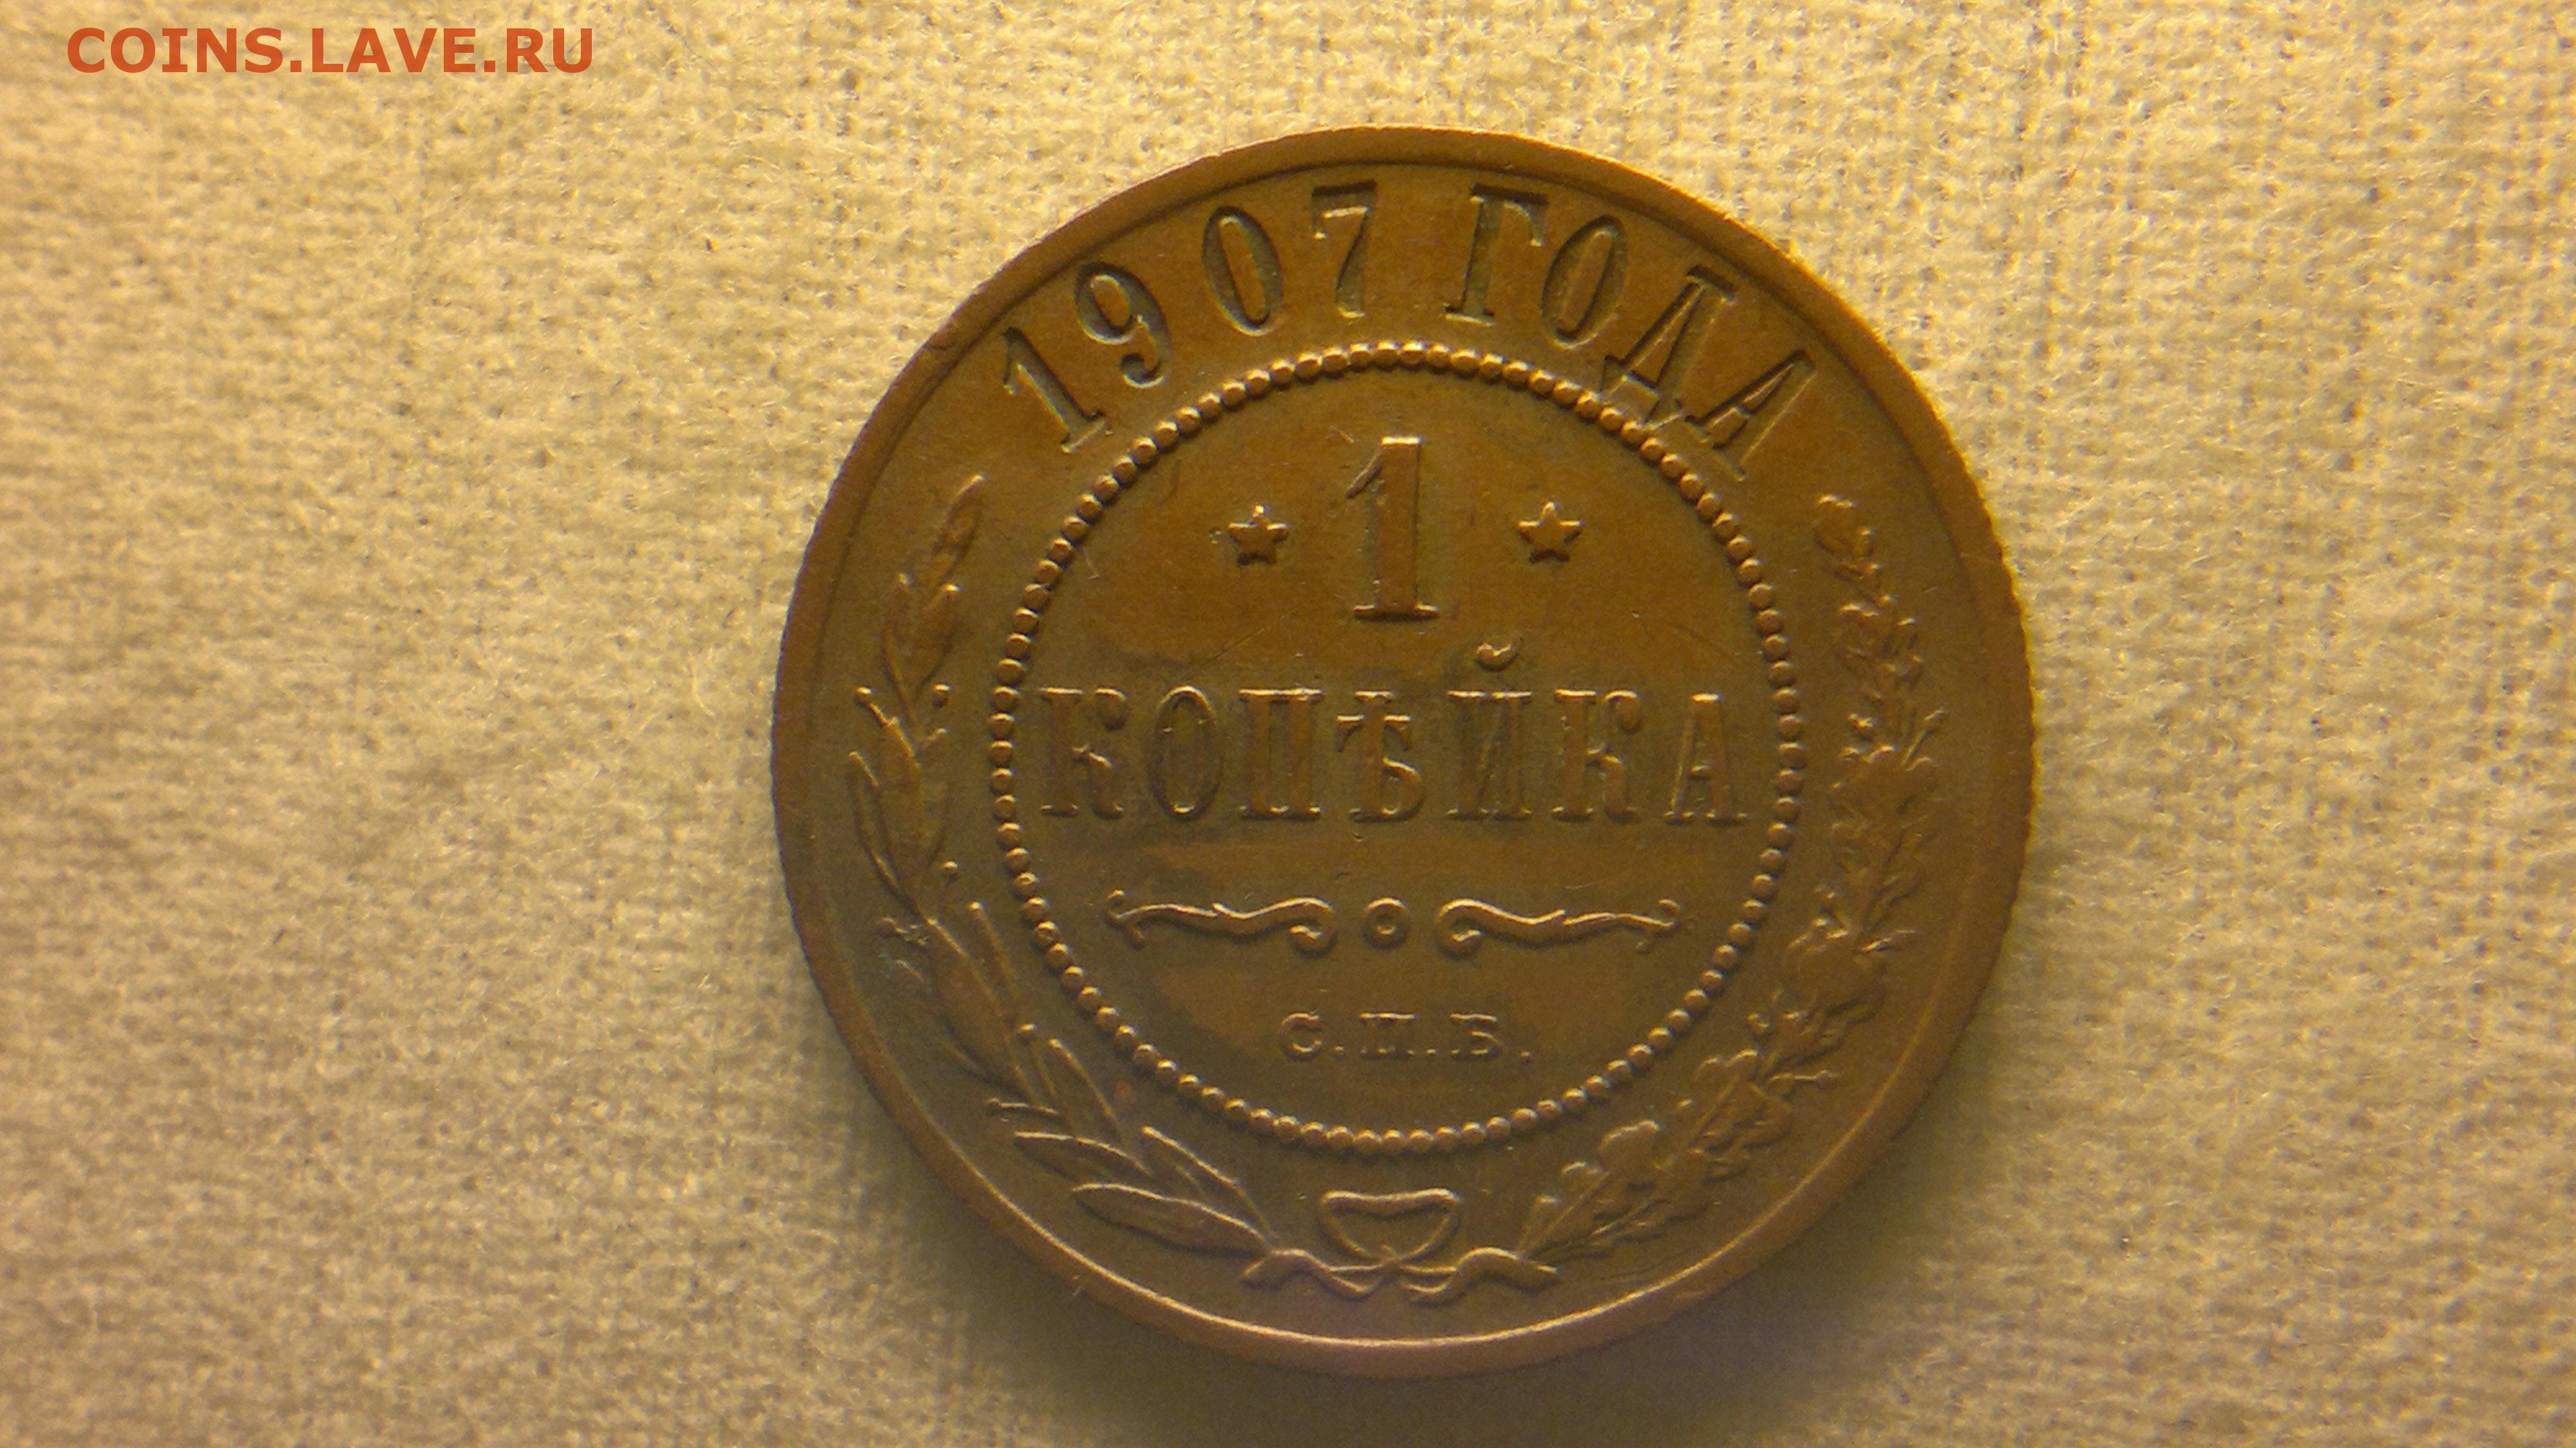 COINS.LAVE.RU
1907 ГОДА
1
КОПѢЙКА
С.П.Б.